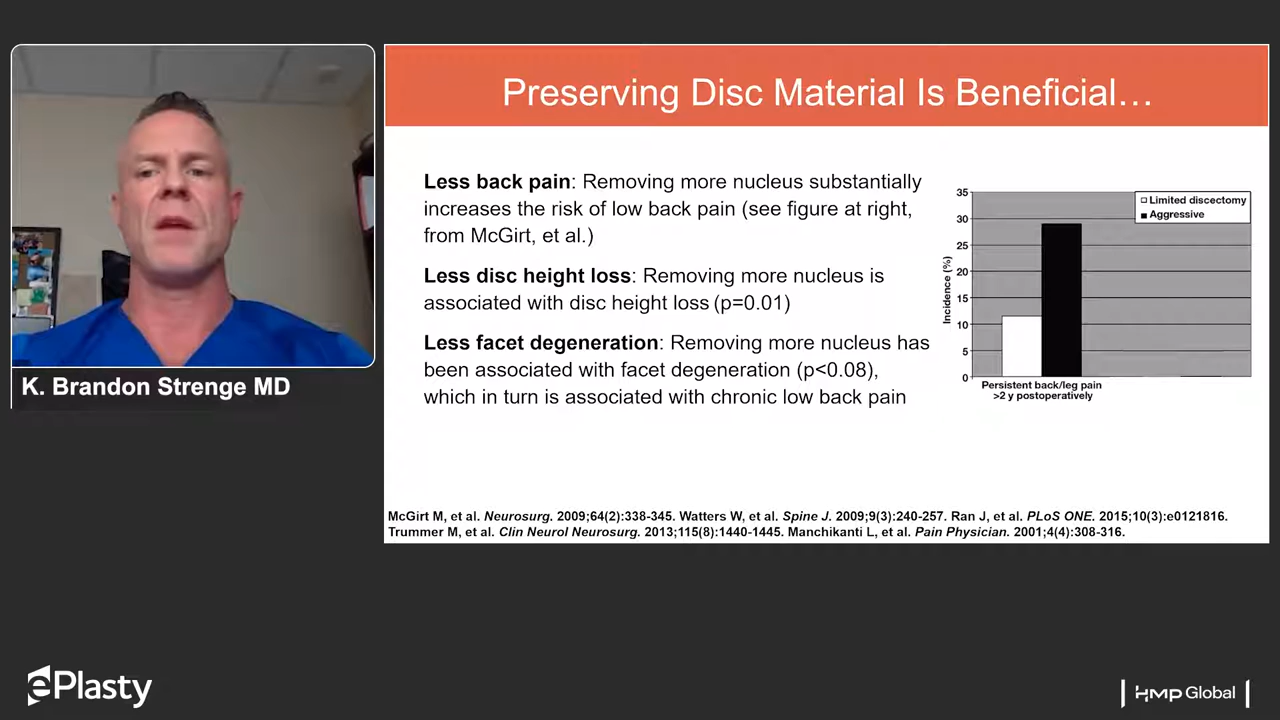 Preserving Disc Material Is Beneficial…
Less back pain: Removing more nucleus substantially
increases the risk of low back pain (see figure at right,
from McGirt, et al.)
Less disc height loss: Removing more nucleus is
associated with disc height loss (p=0.01)
Less facet degeneration: Removing more nucleus has
been associated with facet degeneration (p<0.08),
which in turn is associated with chronic low back pain
35
30
25
20
15
10
5
0
Incidence (%)
Limited discectomy
Aggressive
Persistent back/leg pain
>2 y postoperatively
McGirt M, et al. Neurosurg. 2009;64(2):338-345. Watters W, et al. Spine J. 2009;9(3):240-257. Ran J, et al. PLoS ONE. 2015;10(3):e0121816.
Trummer M, et al. Clin Neurol Neurosurg. 2013;115(8):1440-1445. Manchikanti L, et al. Pain Physician. 2001;4(4):308-316.
K. Brandon Strenge MD
ePlasty
HMP Global